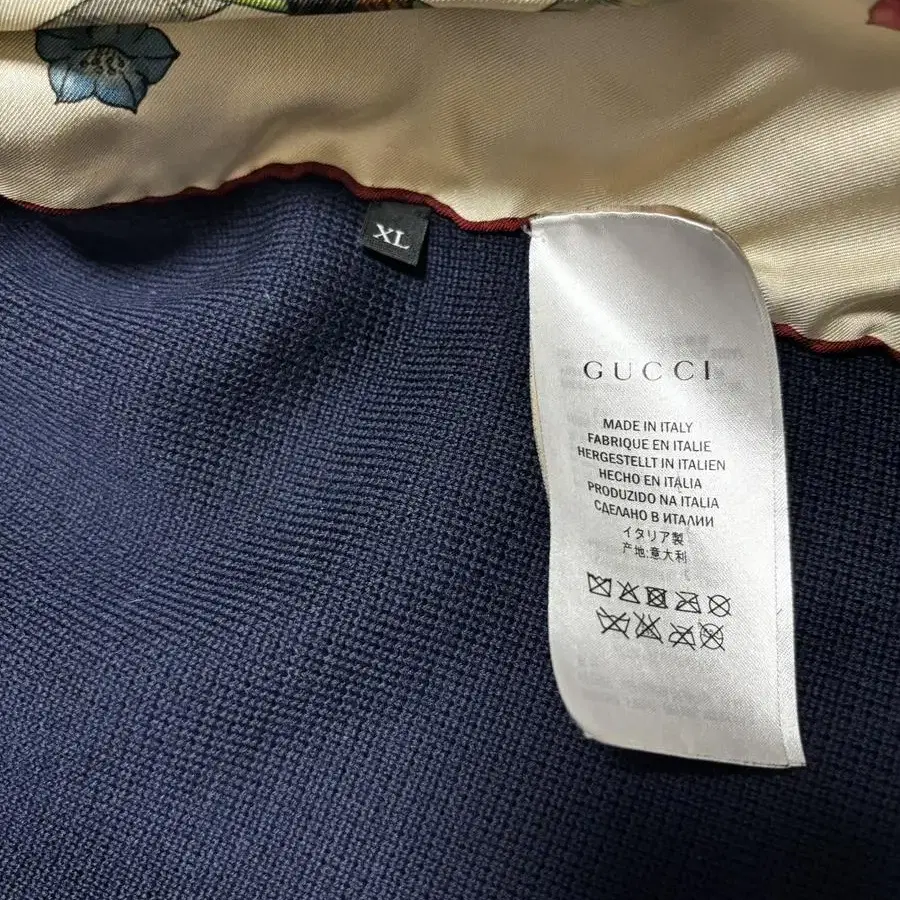 XL
GUCCI
MADE IN ITALY
FABRIQUE EN ITALIE
HERGESTELLT IN ITALIEN
HECHO EN ITALIA
PRODUZIDO NA ITALIA
СДЕЛАНО В ИТАЛИИ
イタリア製
产地:意大利